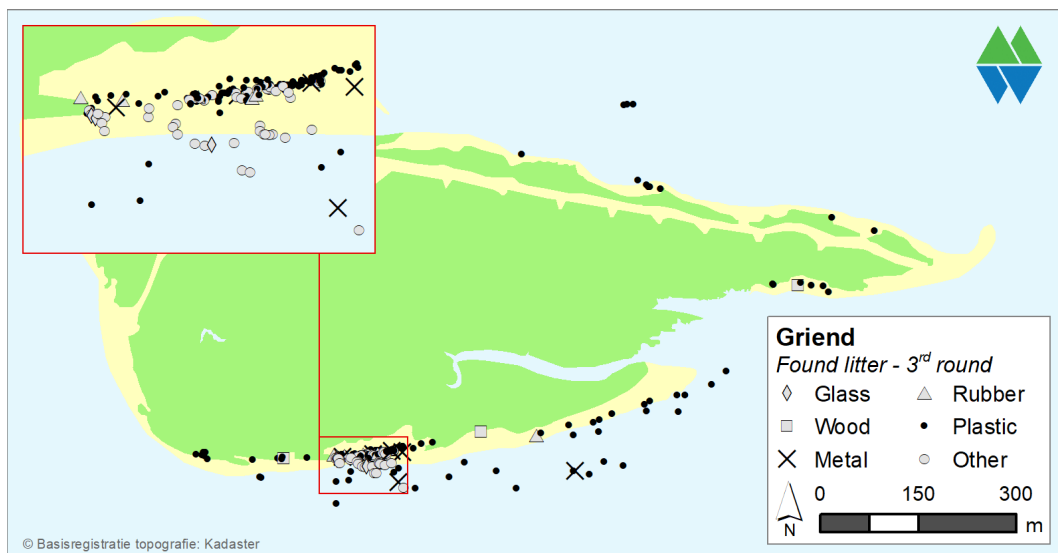 Griend
Found litter - 3rd round
Glass
Rubber
Wood
Plastic
Metal
Other
N
0 150 300
m
© Basisregistratie topografie: Kadaster